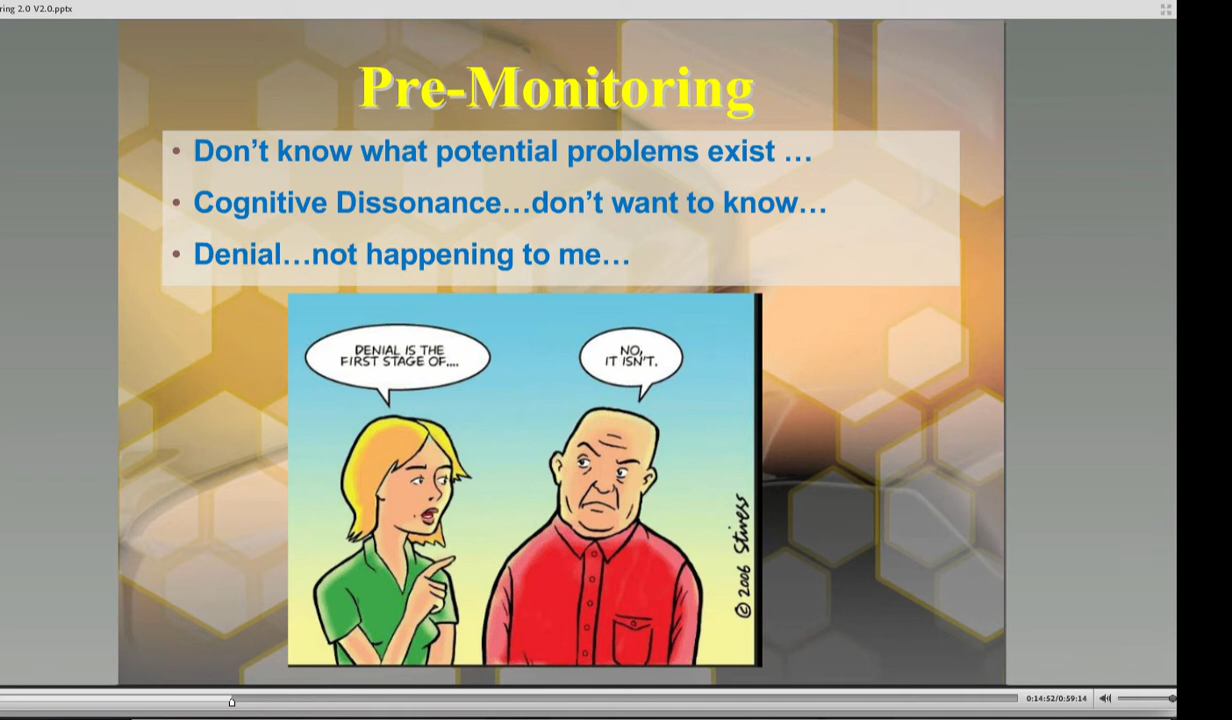 ring 2.0 V2.0.pptx
Pre-Monitoring
• Don't know what potential problems exist …
• Cognitive Dissonance…don't want to know…
• Denial…not happening to me…
DENIAL IS THE
FIRST STAGE OF....
NO,
IT ISN'T.
© 2006 Stivers
0:14:52/0:59:14